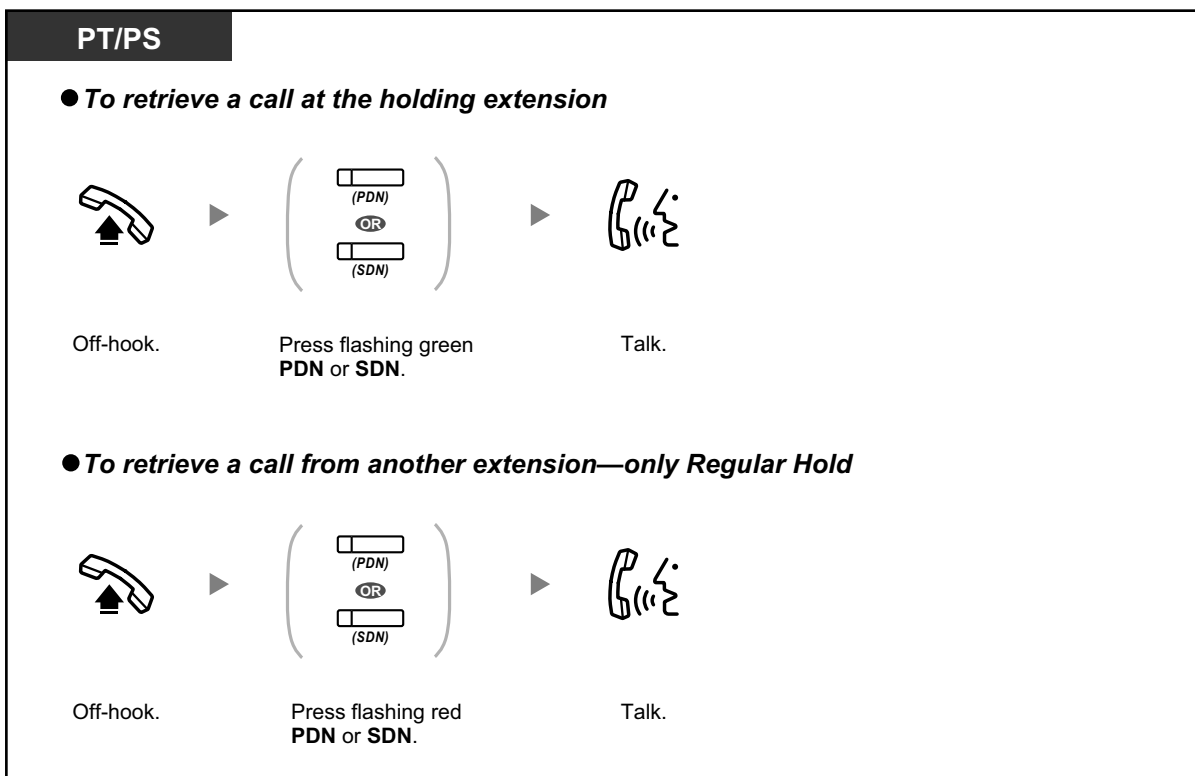 PT/PS
● To retrieve a call at the holding extension
(PDN)
OR
(SDN)
Off-hook.
Press flashing green
PDN or SDN.
Talk.
● To retrieve a call from another extension—only Regular Hold
(PDN)
OR
(SDN)
Off-hook.
Press flashing red
PDN or SDN.
Talk.